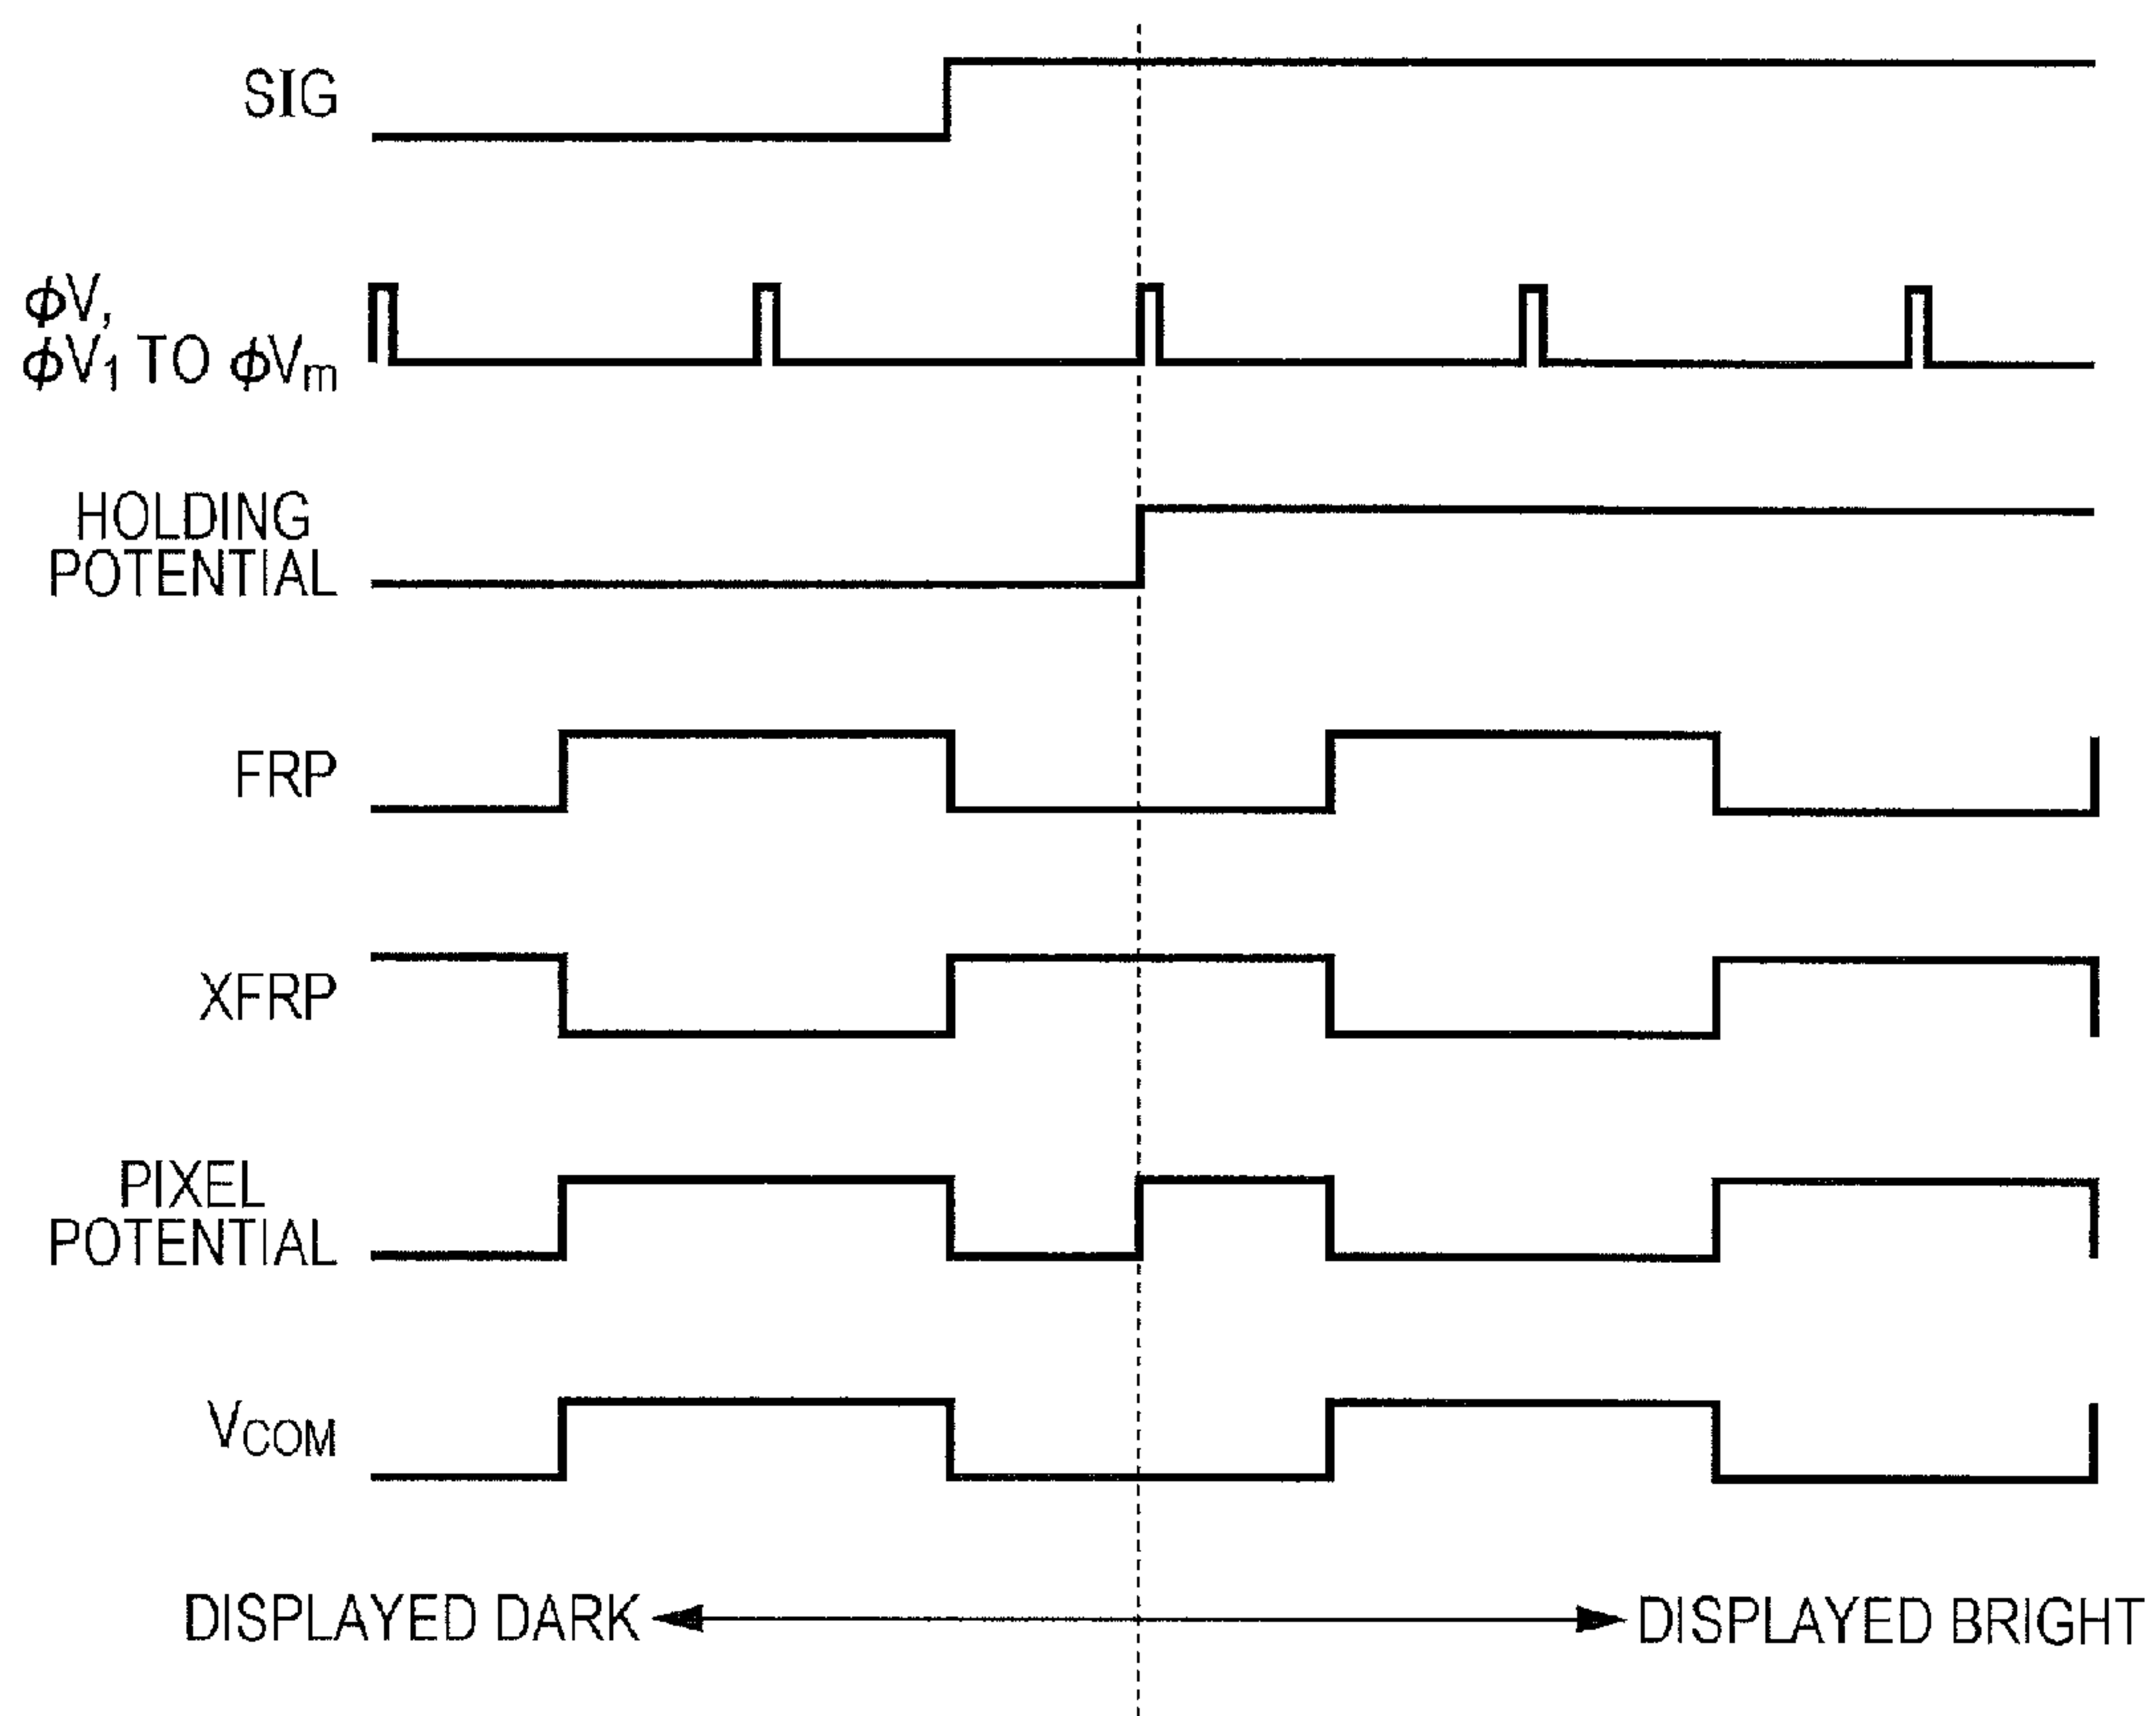 SIG
ϕV,
ϕV1 TO ϕVm
HOLDING
POTENTIAL
FRP
XFRP
PIXEL
POTENTIAL
VCOM
DISPLAYED DARK
DISPLAYED BRIGHT